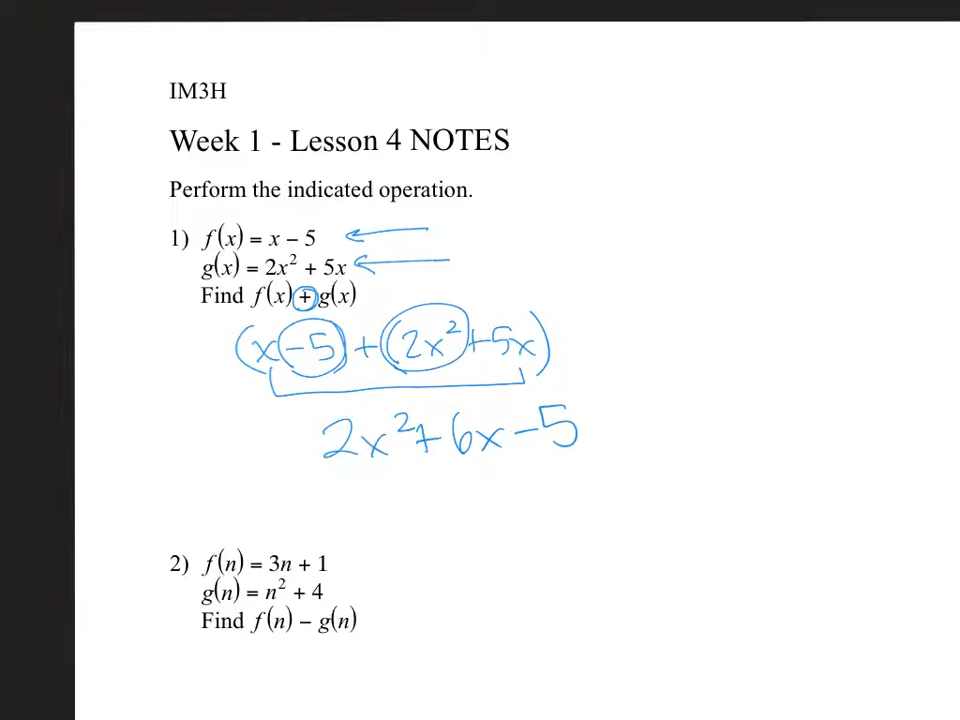 IM3H
Week 1 - Lesson 4 NOTES
Perform the indicated operation.
1) f(x) = x − 5
g(x) = 2x² + 5x
Find f(x) + g(x)
(x − 5) + (2x² + 5x)
2x² + 6x − 5
2) f(n) = 3n + 1
g(n) = n² + 4
Find f(n) − g(n)